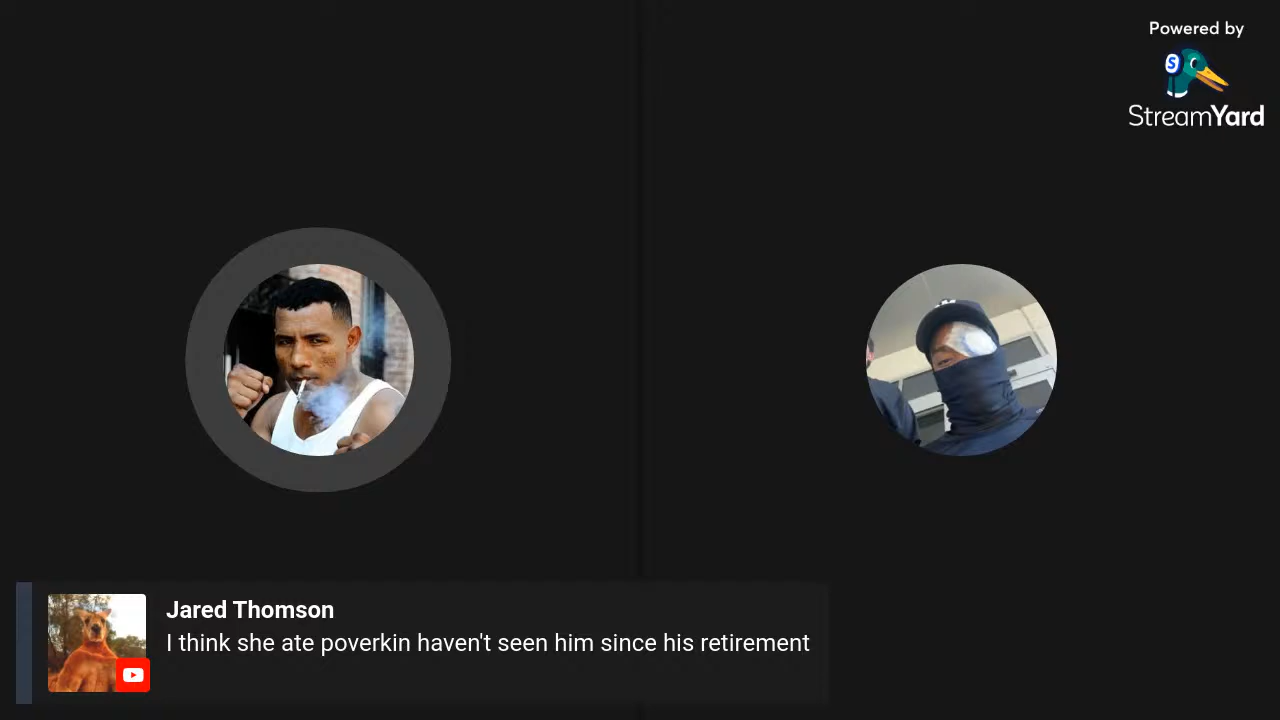 Powered by
S
StreamYard
Jared Thomson
I think she ate poverkin haven't seen him since his retirement